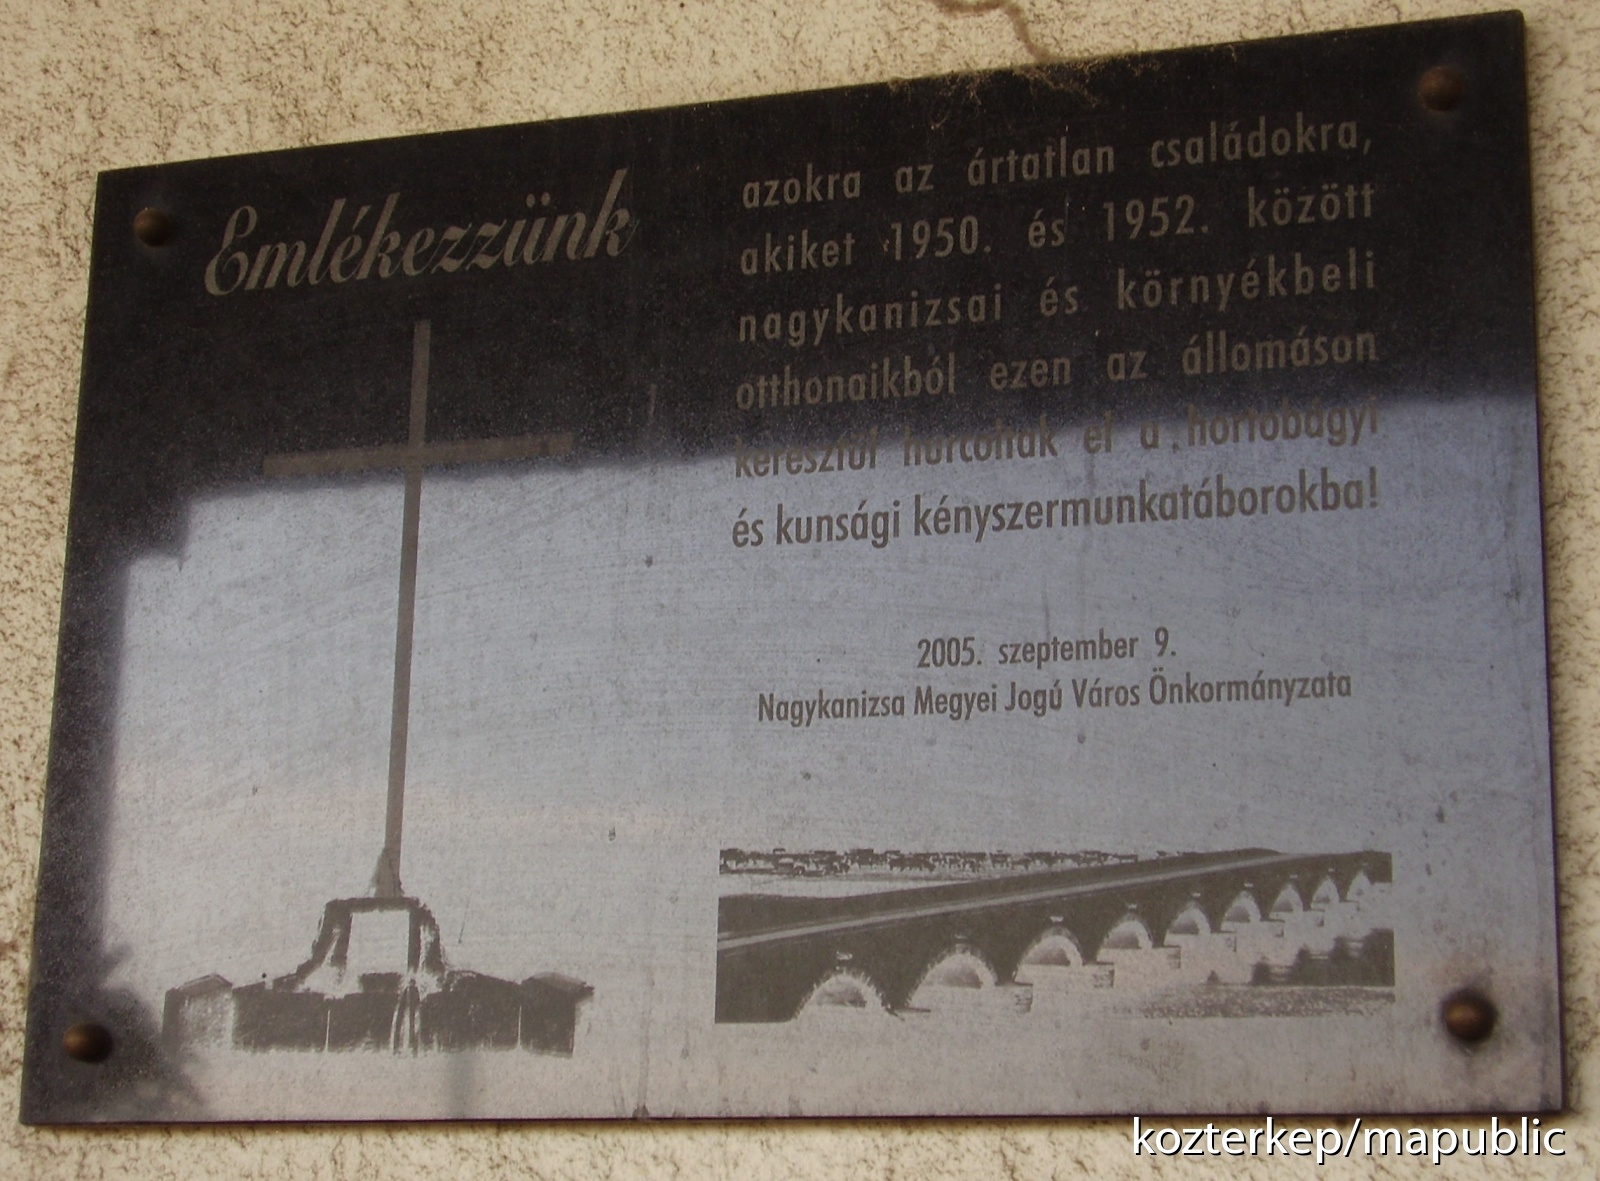 Emlékezzünk
azokra az ártatlan családokra,
akiket 1950. és 1952. között
nagykanizsai és környékbeli
otthonaikból ezen az állomáson
keresztül hurcoltak el a hortobágyi
és kunsági kényszermunkatáborokba!
2005. szeptember 9.
Nagykanizsa Megyei Jogú Város Önkormányzata
kozterkep/mapublic